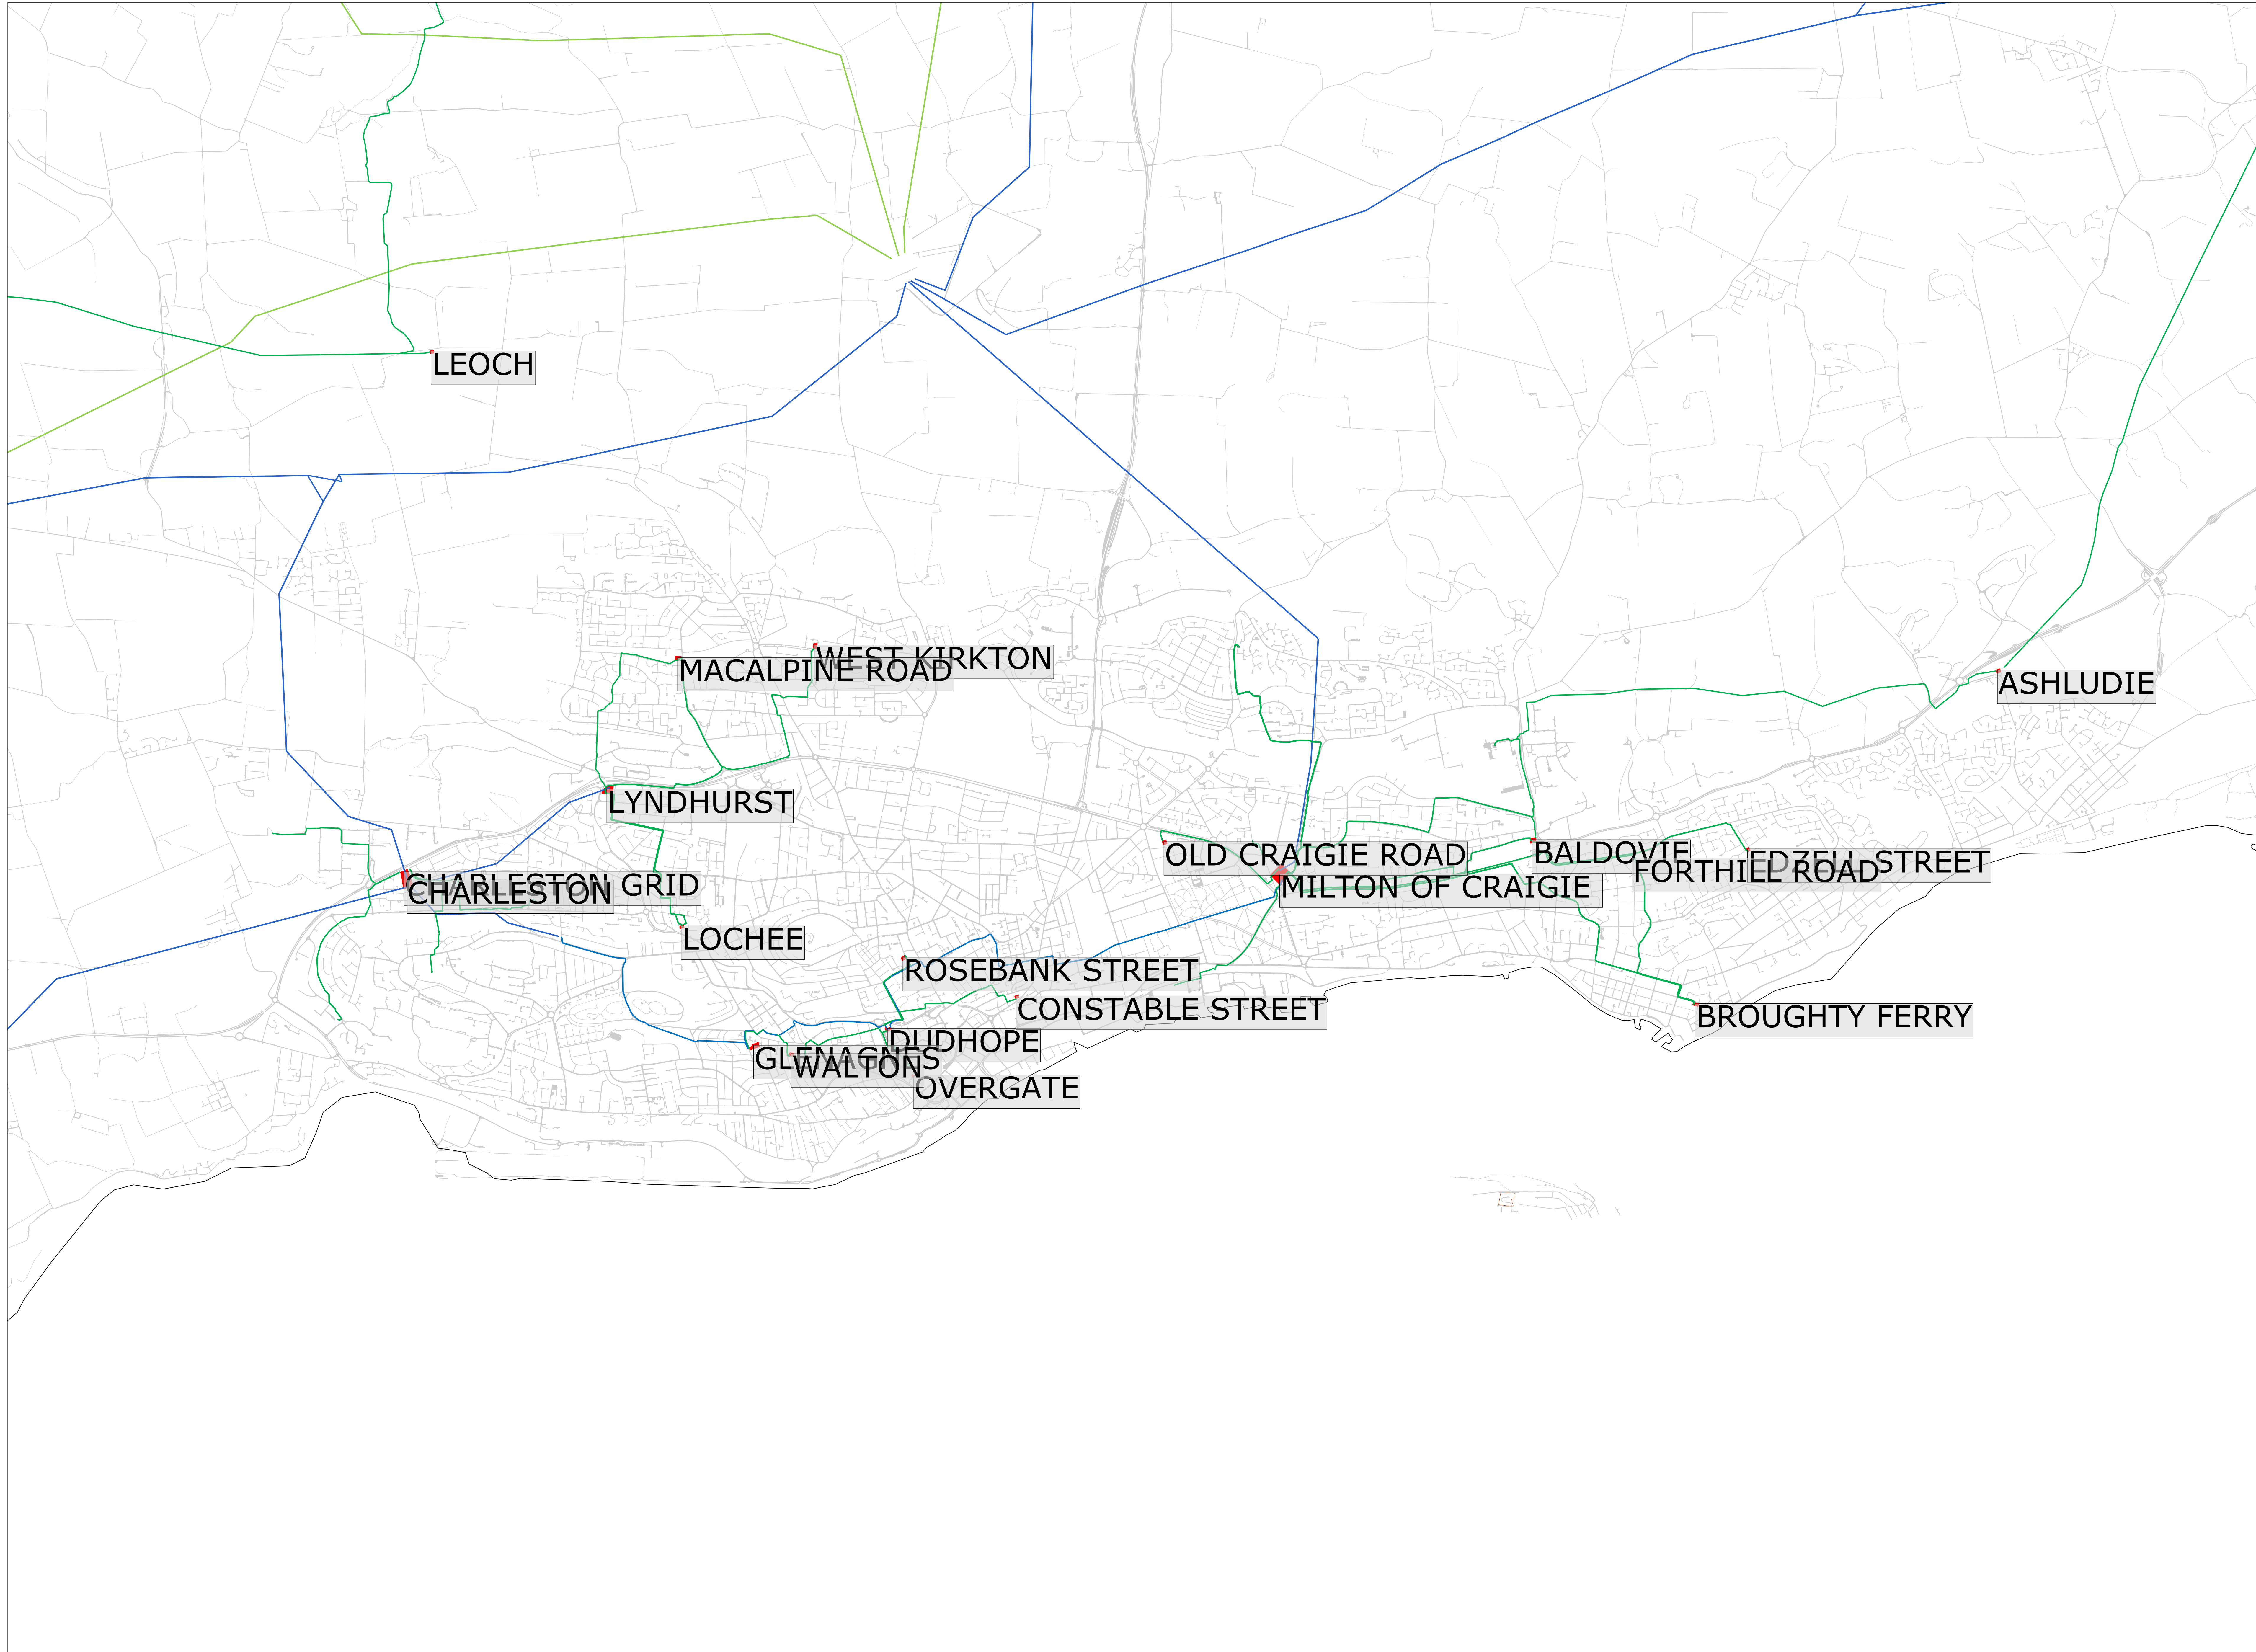 LEOCH
WEST KIRKTON
MACALPINE ROAD
ASHLUDIE
LYNDHURST
OLD CRAIGIE ROAD
BALDOVIE
EDZELL STREET
FORTHILL ROAD
CHARLESTON GRID
CHARLESTON
MILTON OF CRAIGIE
LOCHEE
ROSEBANK STREET
CONSTABLE STREET
BROUGHTY FERRY
DUDHOPE
GLENAGNES
WALTON
OVERGATE